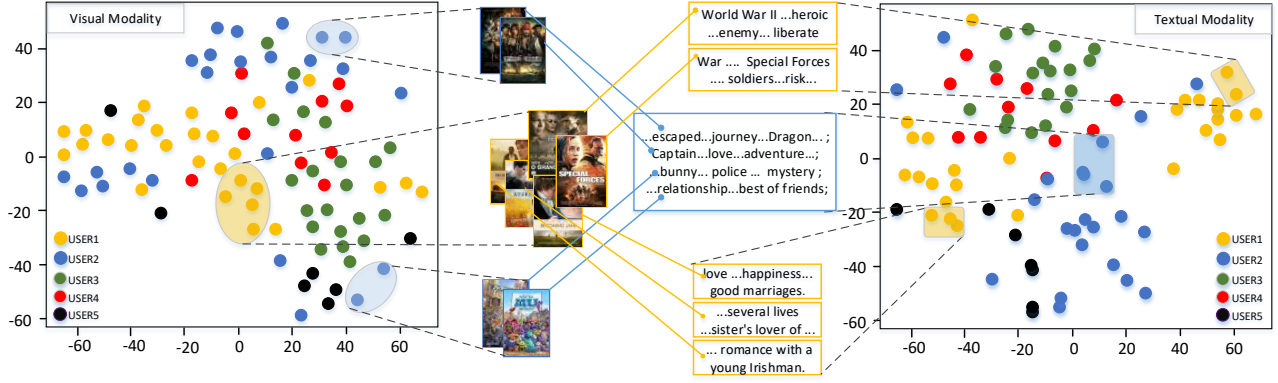 Visual Modality
40
20
0
-20
-40
-60
-60
-40
-20
0
20
40
60
USER1
USER2
USER3
USER4
USER5
World War II ...heroic
...enemy... liberate
War .... Special Forces
.... soldiers...risk...
SPECIAL
FORCES
MU
...escaped...journey...Dragon... ;
Captain...love...adventure...;
...bunny... police ... mystery ;
...relationship...best of friends;
love ...happiness...
good marriages.
...several lives
...sister's lover of ...
... romance with a
young Irishman.
Textual Modality
40
20
0
-20
-40
-60
-60
-40
-20
0
20
40
60
USER1
USER2
USER3
USER4
USER5